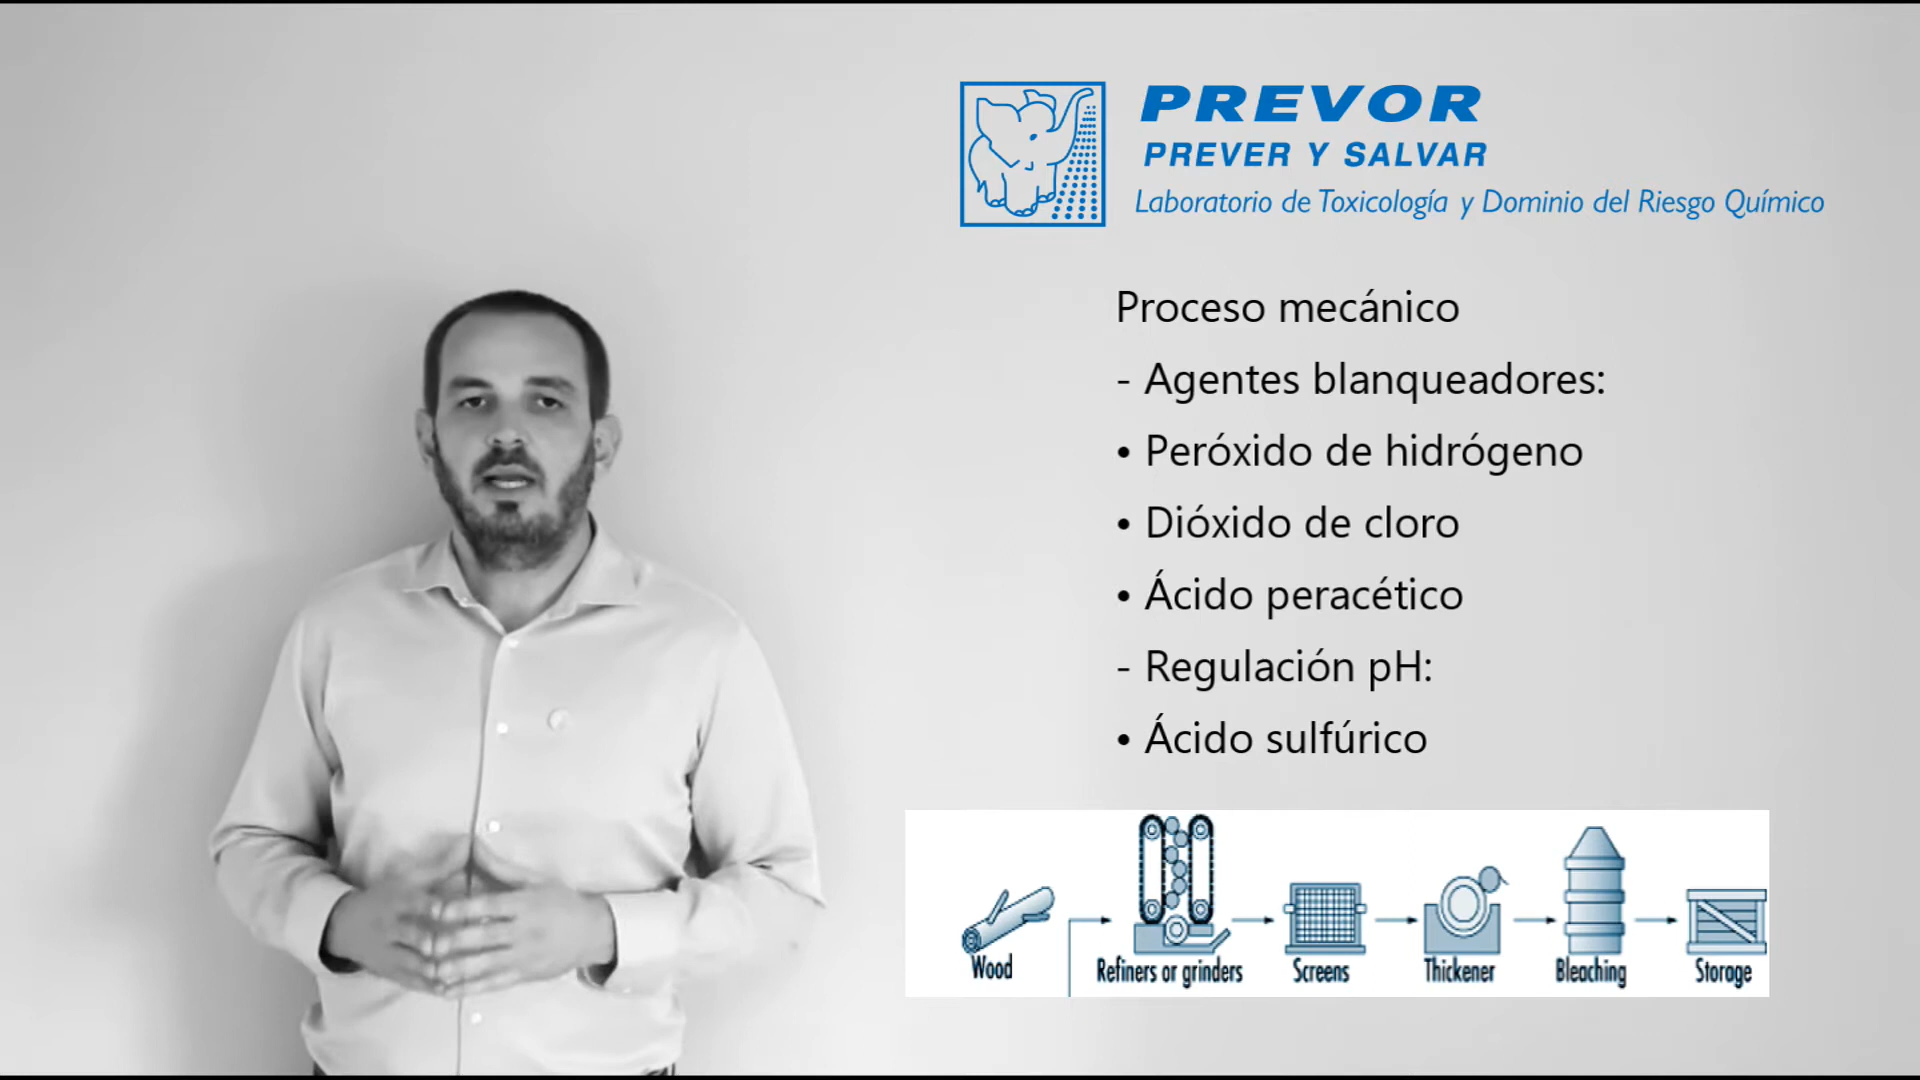 PREVOR
PREVER Y SALVAR
Laboratorio de Toxicología y Dominio del Riesgo Químico
Proceso mecánico
- Agentes blanqueadores:
• Peróxido de hidrógeno
• Dióxido de cloro
• Ácido peracético
- Regulación pH:
• Ácido sulfúrico
Wood Refiners or grinders Screens Thickener Bleaching Storage